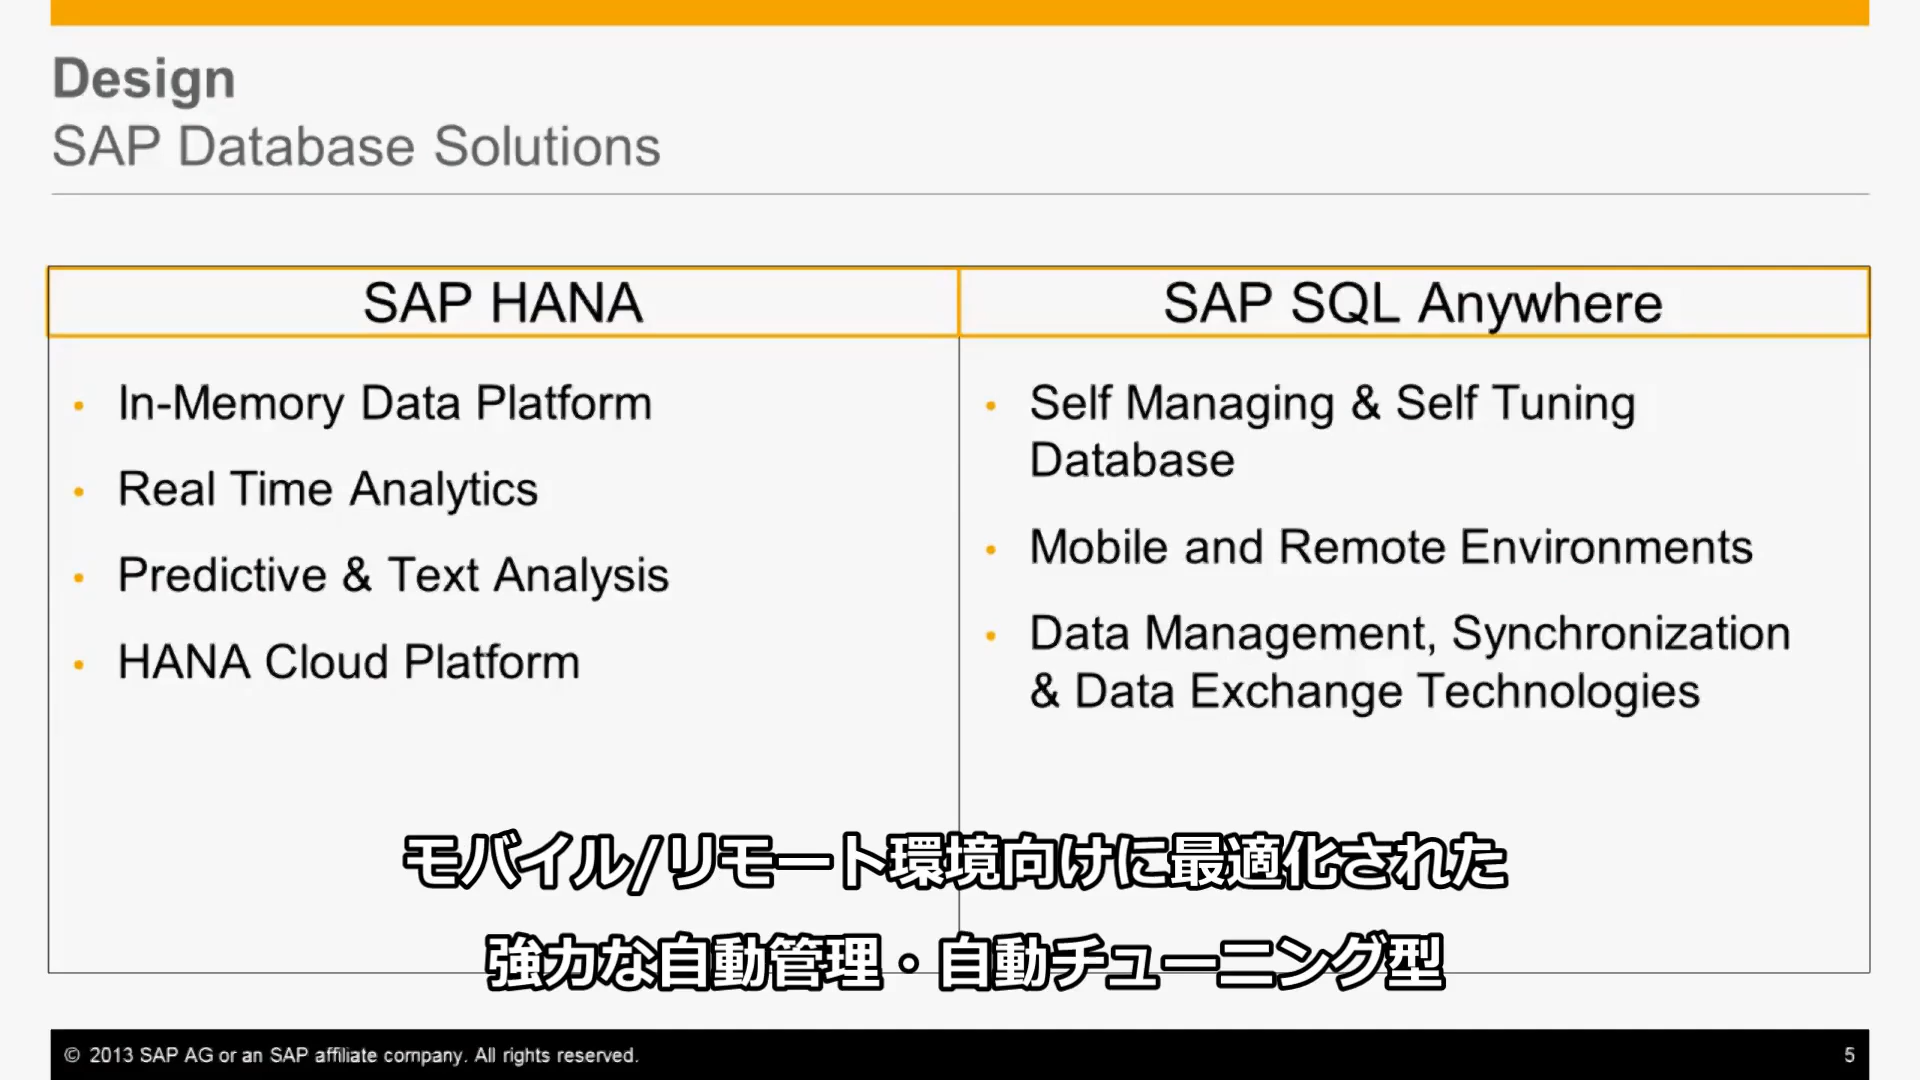 Design
SAP Database Solutions
SAP HANA
• In-Memory Data Platform
• Real Time Analytics
• Predictive & Text Analysis
• HANA Cloud Platform
SAP SQL Anywhere
• Self Managing & Self Tuning
Database
• Mobile and Remote Environments
• Data Management, Synchronization
& Data Exchange Technologies
モバイル/リモート環境向けに最適化された
強力な自動管理・自動チューニング型
© 2013 SAP AG or an SAP affiliate company. All rights reserved.
5